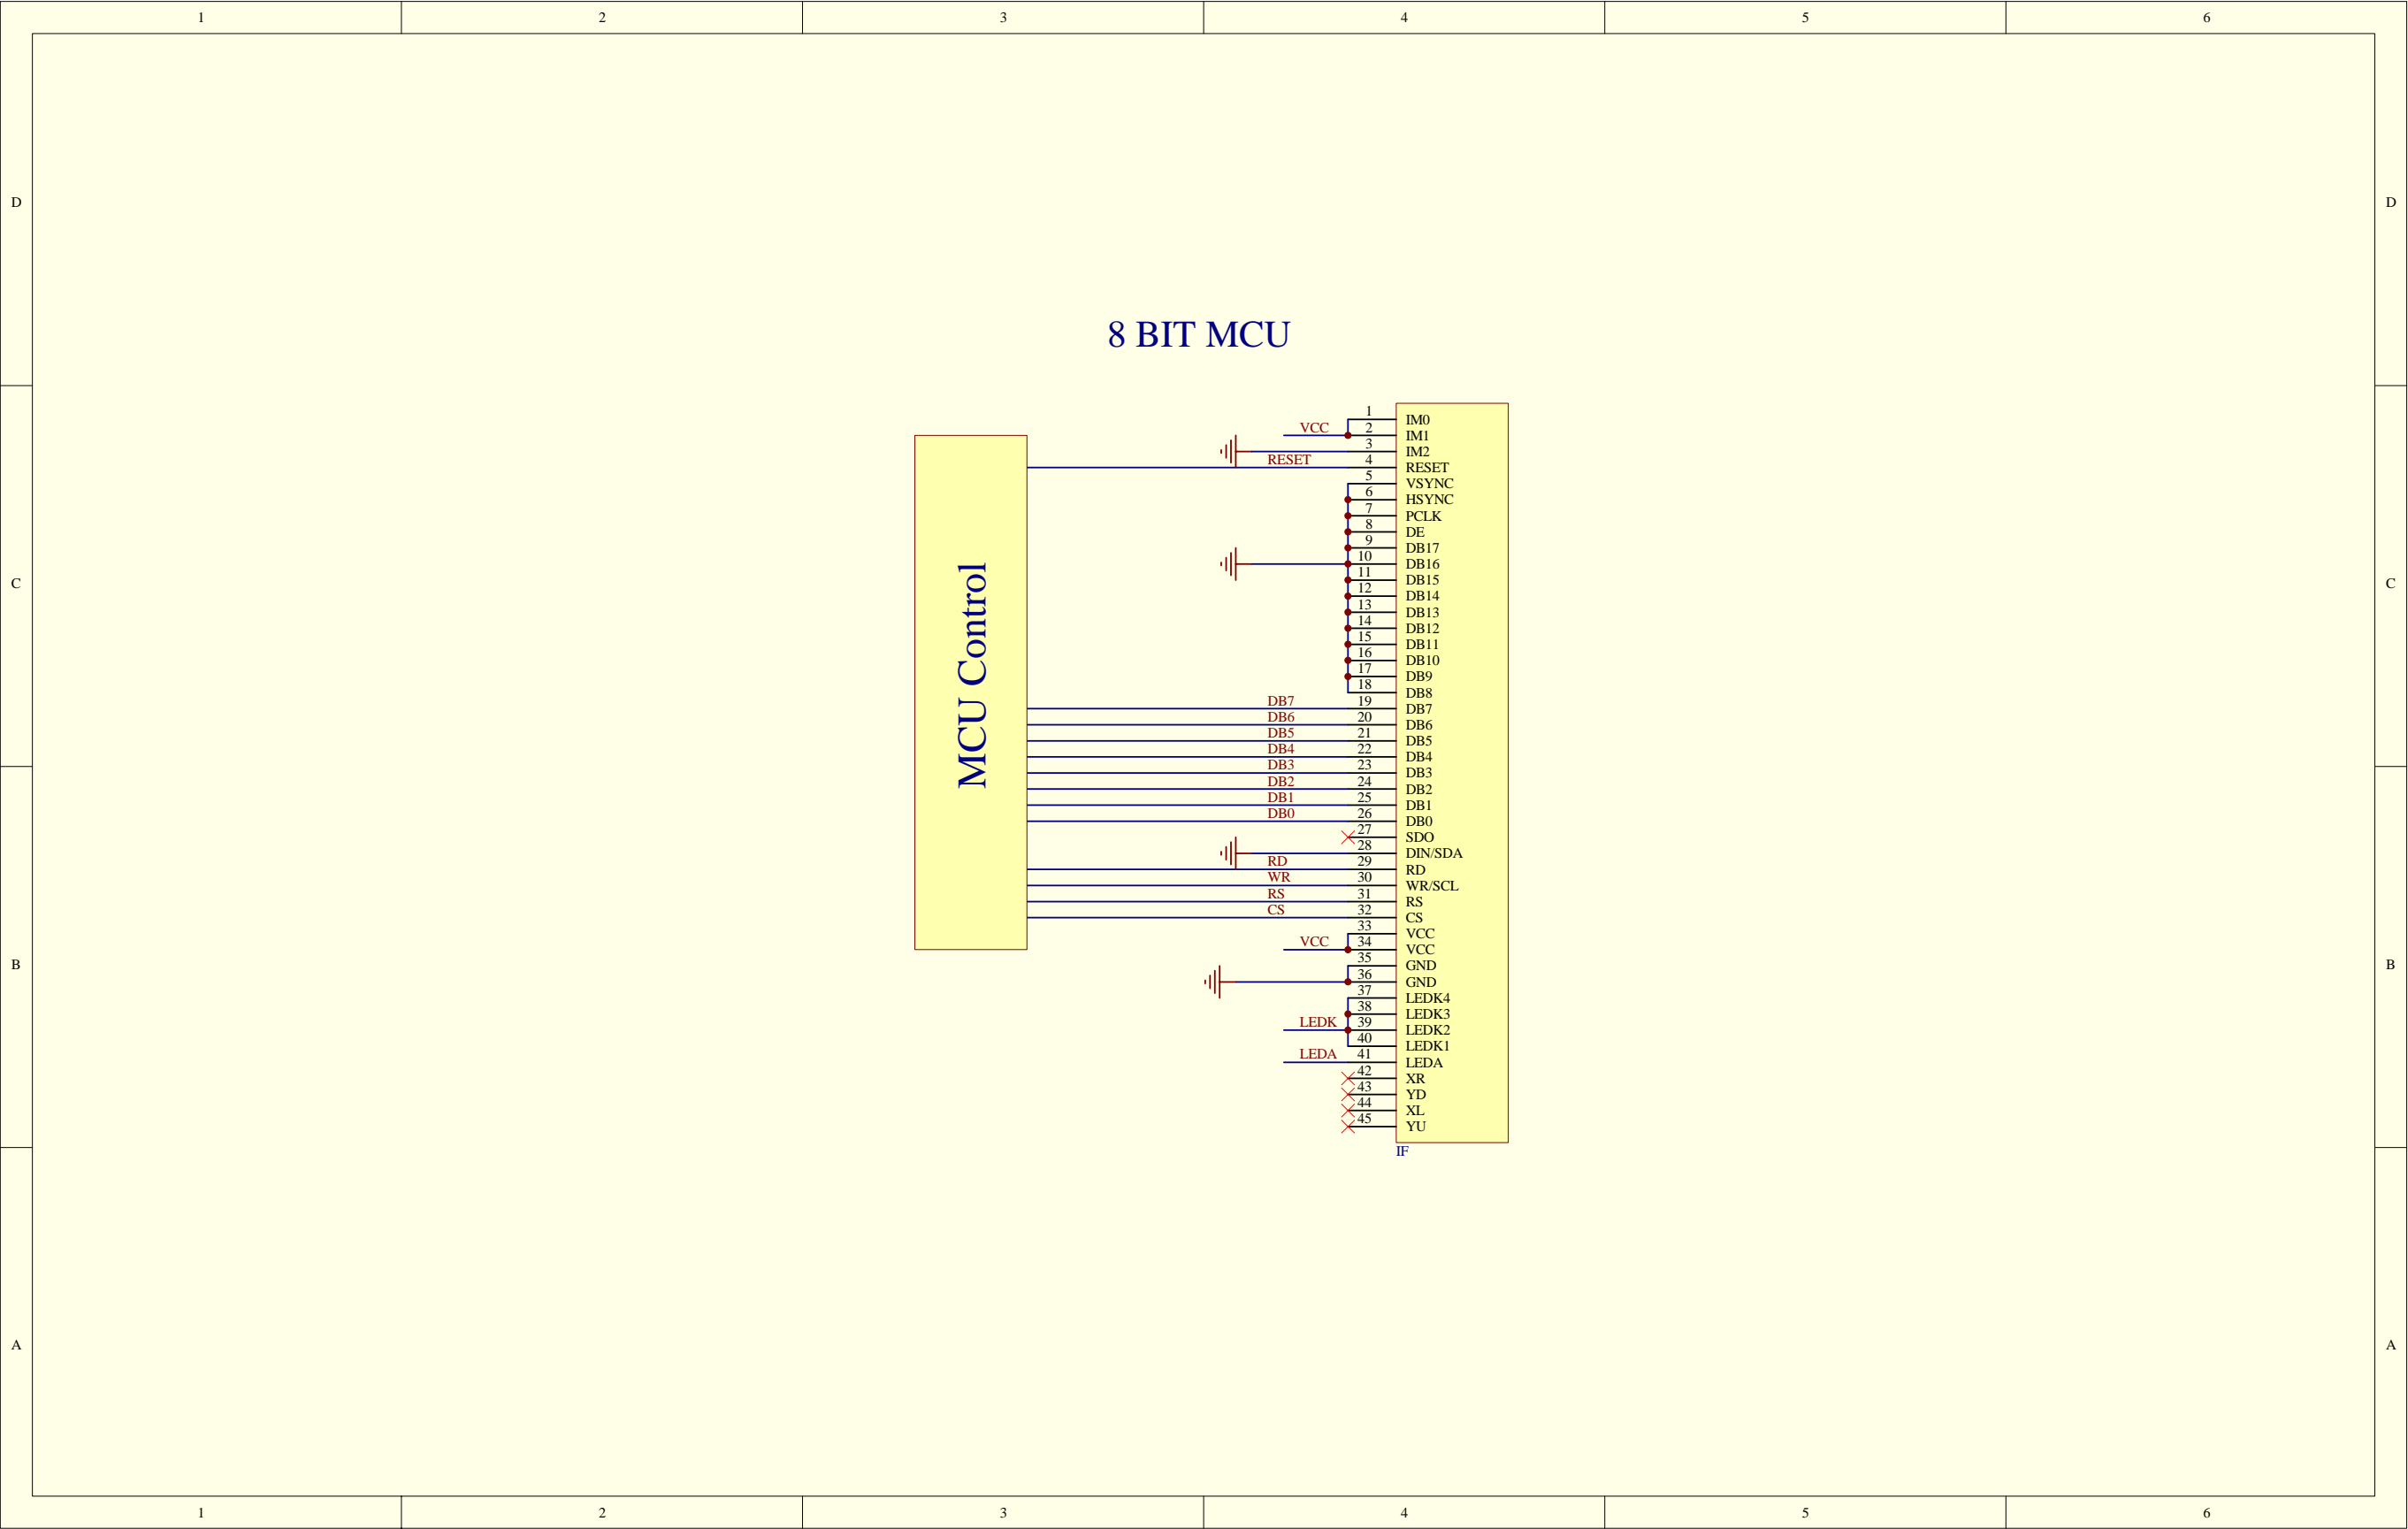 1 2 3 4 5 6
D D
8 BIT MCU
C C
MCU Control
1 IM0
VCC 2 IM1
3 IM2
RESET 4 RESET
5 VSYNC
6 HSYNC
7 PCLK
8 DE
9 DB17
10 DB16
11 DB15
12 DB14
13 DB13
14 DB12
15 DB11
16 DB10
17 DB9
18 DB8
DB7 19 DB7
DB6 20 DB6
DB5 21 DB5
DB4 22 DB4
DB3 23 DB3
DB2 24 DB2
DB1 25 DB1
DB0 26 DB0
27 SDO
28 DIN/SDA
RD 29 RD
WR 30 WR/SCL
RS 31 RS
CS 32 CS
33 VCC
VCC 34 VCC
35 GND
36 GND
37 LEDK4
38 LEDK3
LEDK 39 LEDK2
40 LEDK1
LEDA 41 LEDA
42 XR
43 YD
44 XL
45 YU
IF
B B
A A
1 2 3 4 5 6